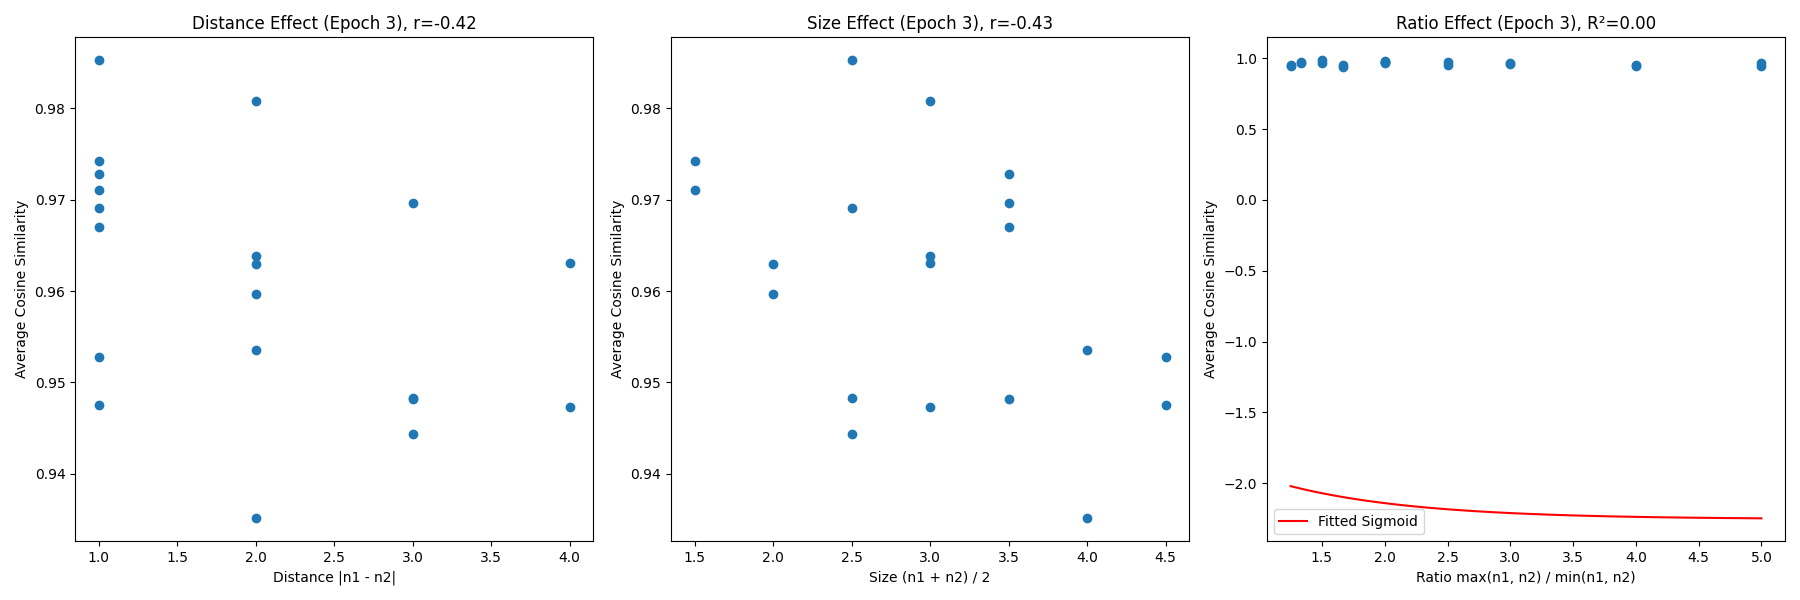 Distance Effect (Epoch 3), r=-0.42
0.98
0.97
0.96
0.95
0.94
Average Cosine Similarity
1.0 1.5 2.0 2.5 3.0 3.5 4.0
Distance |n1 - n2|
Size Effect (Epoch 3), r=-0.43
0.98
0.97
0.96
0.95
0.94
Average Cosine Similarity
1.5 2.0 2.5 3.0 3.5 4.0 4.5
Size (n1 + n2) / 2
Ratio Effect (Epoch 3), R²=0.00
1.0
0.5
0.0
−0.5
−1.0
−1.5
−2.0
Average Cosine Similarity
Fitted Sigmoid
1.5 2.0 2.5 3.0 3.5 4.0 4.5 5.0
Ratio max(n1, n2) / min(n1, n2)